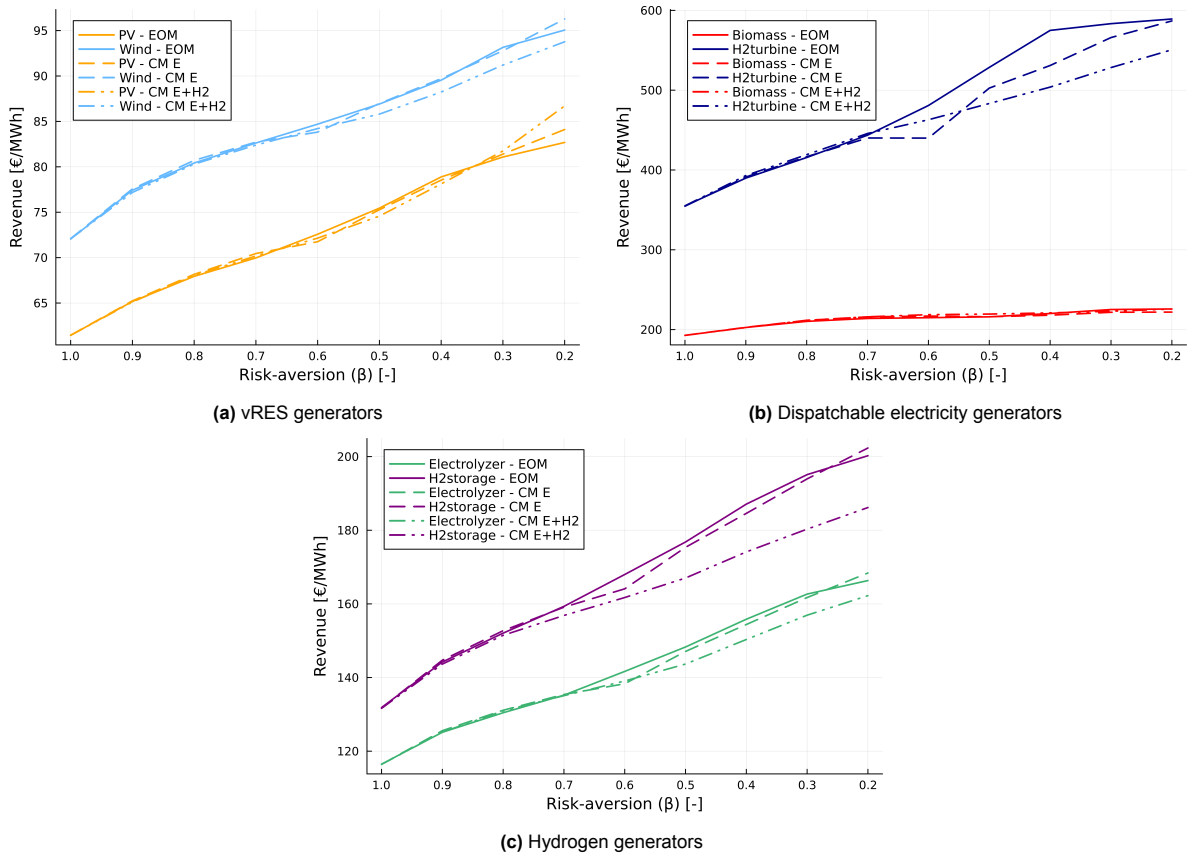 PV - EOM
Wind - EOM
PV - CM E
Wind - CM E
PV - CM E+H2
Wind - CM E+H2
Revenue [€/MWh]
95
90
85
80
75
70
65
1.0 0.9 0.8 0.7 0.6 0.5 0.4 0.3 0.2
Risk-aversion (β) [-]
(a) vRES generators
Biomass - EOM
H2turbine - EOM
Biomass - CM E
H2turbine - CM E
Biomass - CM E+H2
H2turbine - CM E+H2
Revenue [€/MWh]
600
500
400
300
200
1.0 0.9 0.8 0.7 0.6 0.5 0.4 0.3 0.2
Risk-aversion (β) [-]
(b) Dispatchable electricity generators
Electrolyzer - EOM
H2storage - EOM
Electrolyzer - CM E
H2storage - CM E
Electrolyzer - CM E+H2
H2storage - CM E+H2
Revenue [€/MWh]
200
180
160
140
120
1.0 0.9 0.8 0.7 0.6 0.5 0.4 0.3 0.2
Risk-aversion (β) [-]
(c) Hydrogen generators